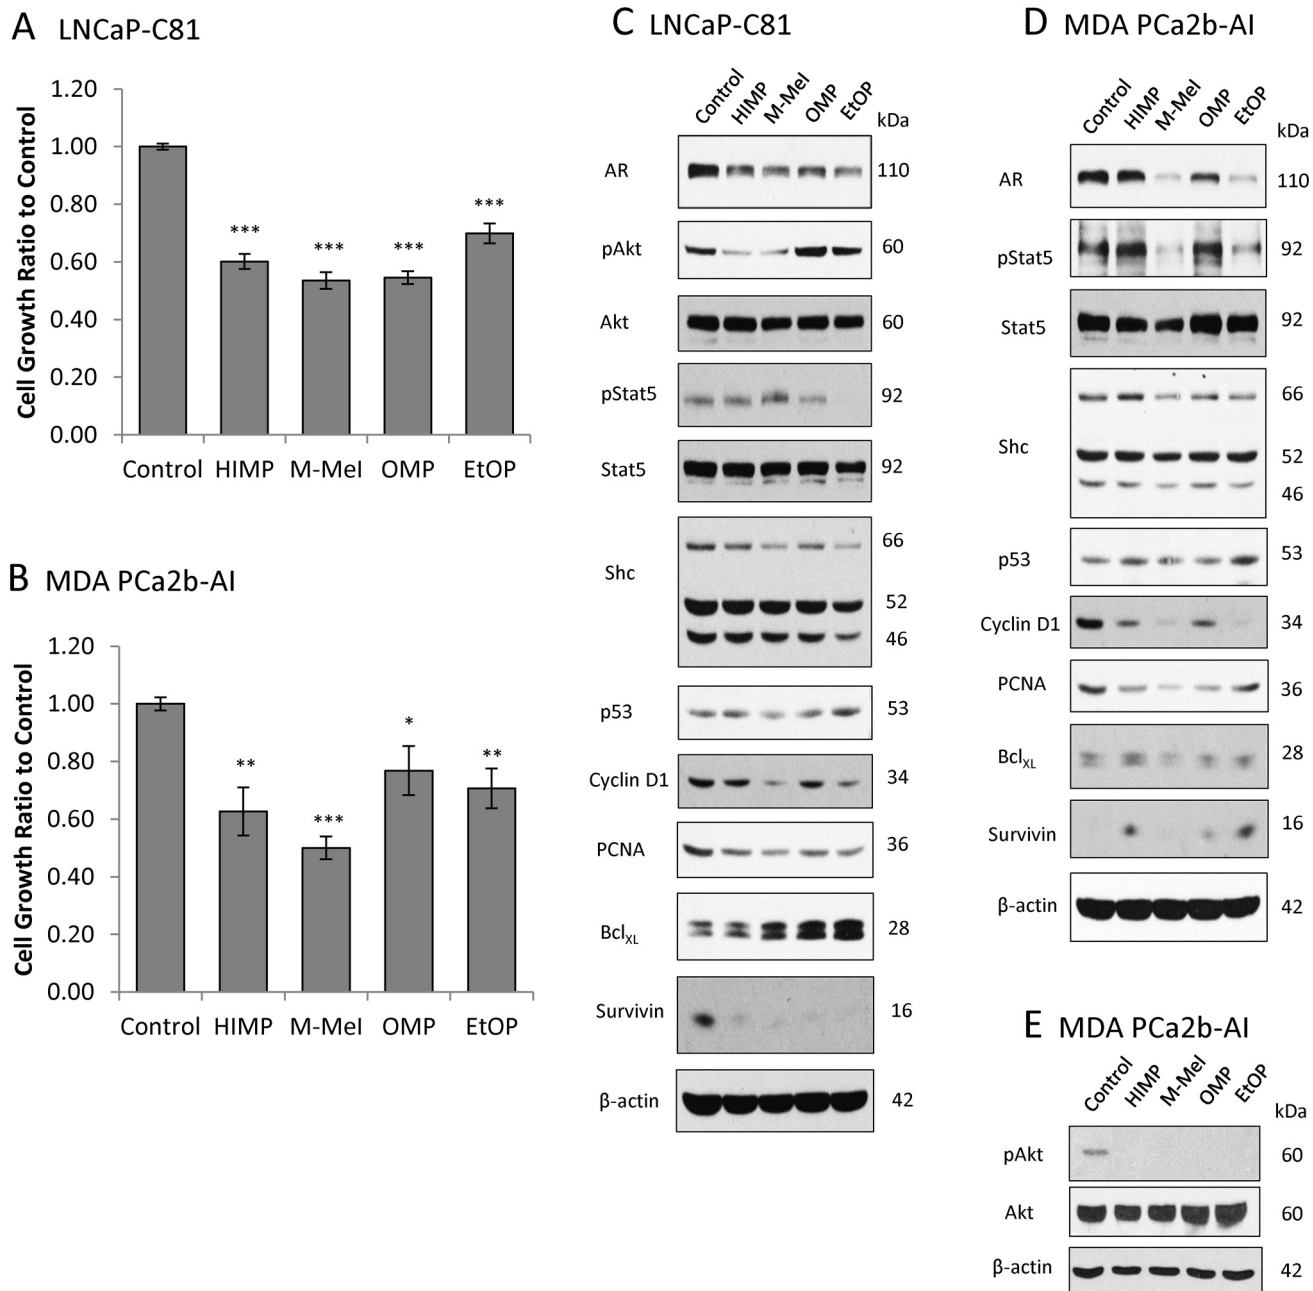 A LNCaP-C81
Cell Growth Ratio to Control
1.20
1.00
0.80
0.60
0.40
0.20
0.00
***
***
***
***
Control HIMP M-Mel OMP EtOP
B MDA PCa2b-AI
Cell Growth Ratio to Control
1.20
1.00
0.80
0.60
0.40
0.20
0.00
**
***
*
**
Control HIMP M-Mel OMP EtOP
C LNCaP-C81
Control HIMP M-Mel OMP EtOP kDa
AR 110
pAkt 60
Akt 60
pStat5 92
Stat5 92
Shc 66
52
46
p53 53
Cyclin D1 34
PCNA 36
BclXL 28
Survivin 16
β-actin 42
D MDA PCa2b-AI
Control HIMP M-Mel OMP EtOP kDa
AR 110
pStat5 92
Stat5 92
Shc 66
52
46
p53 53
Cyclin D1 34
PCNA 36
BclXL 28
Survivin 16
β-actin 42
E MDA PCa2b-AI
Control HIMP M-Mel OMP EtOP kDa
pAkt 60
Akt 60
β-actin 42